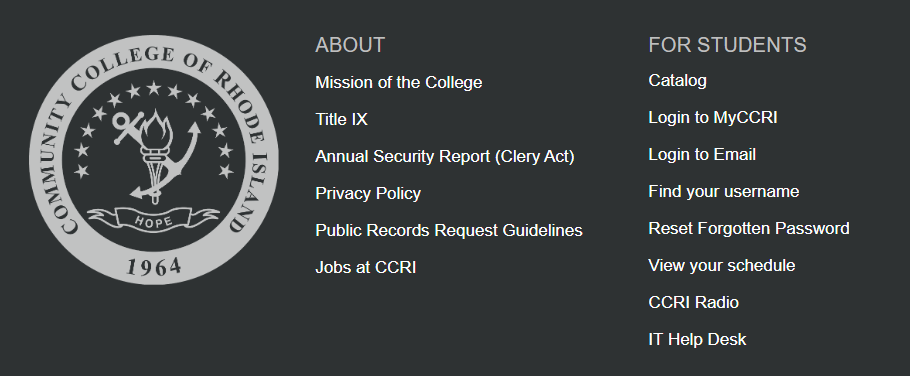 COMMUNITY COLLEGE OF RHODE ISLAND
HOPE
1964
ABOUT
Mission of the College
Title IX
Annual Security Report (Clery Act)
Privacy Policy
Public Records Request Guidelines
Jobs at CCRI
FOR STUDENTS
Catalog
Login to MyCCRI
Login to Email
Find your username
Reset Forgotten Password
View your schedule
CCRI Radio
IT Help Desk